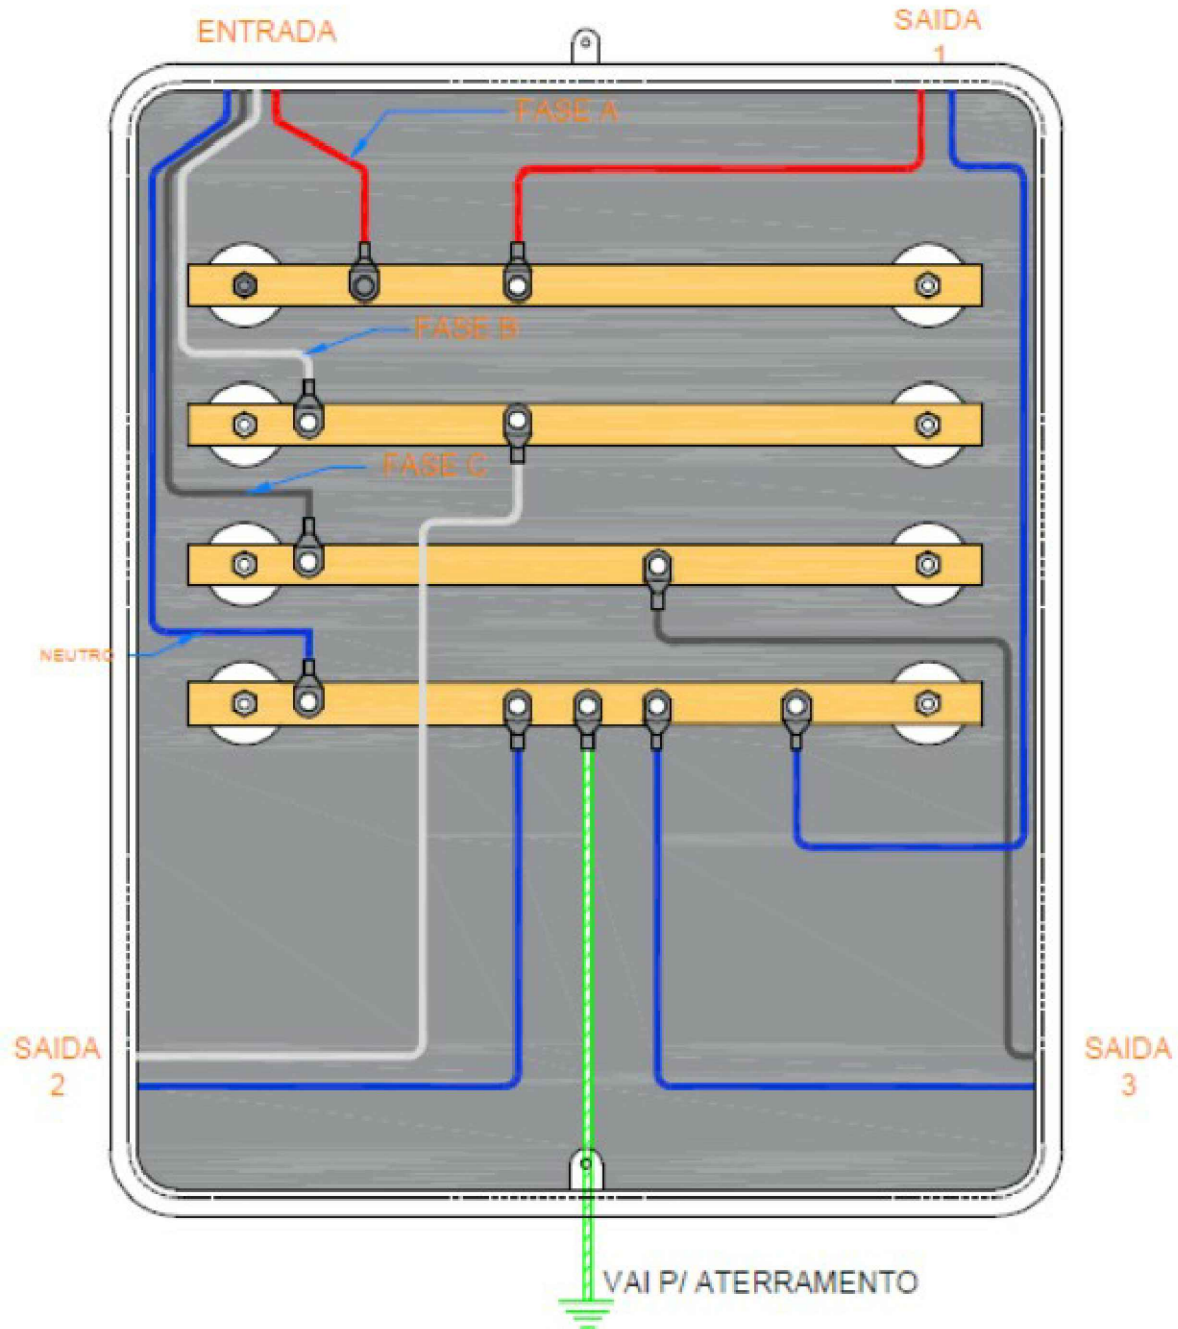 ENTRADA
SAIDA
1
FASE A
FASE B
FASE C
NEUTRO
SAIDA
2
SAIDA
3
VAI P/ ATERRAMENTO